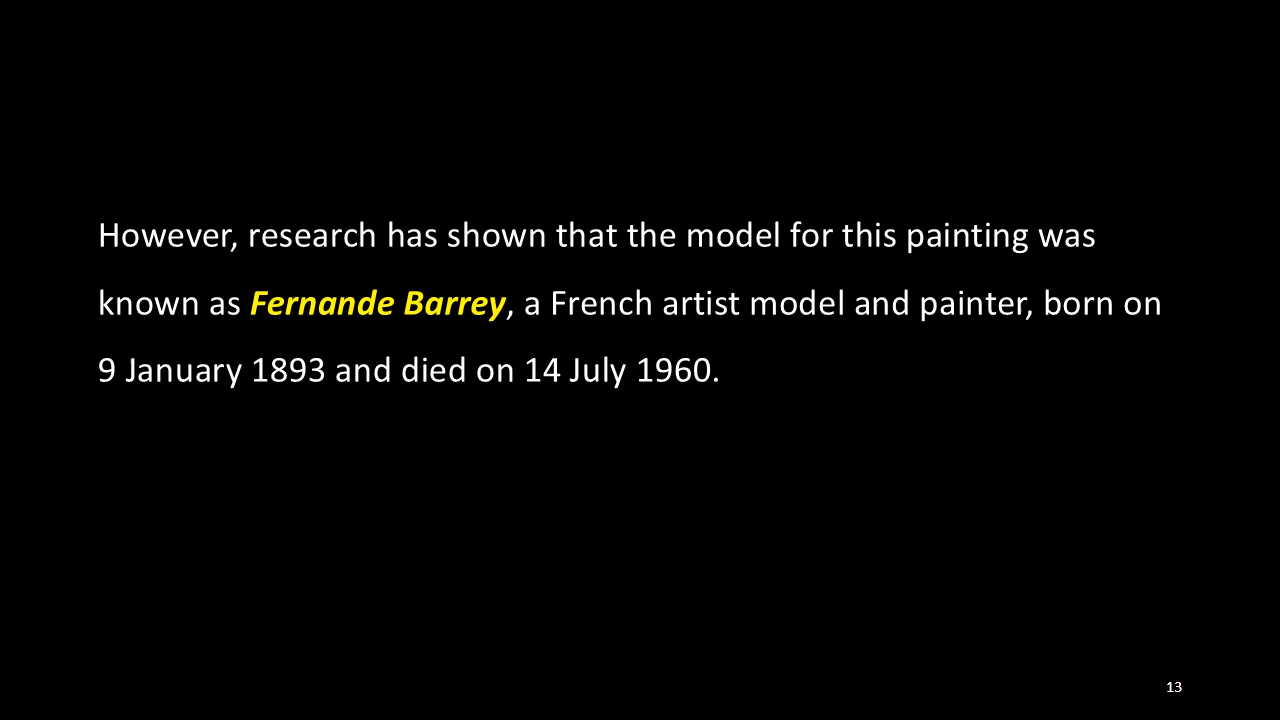 However, research has shown that the model for this painting was
known as Fernande Barrey, a French artist model and painter, born on
9 January 1893 and died on 14 July 1960.
13